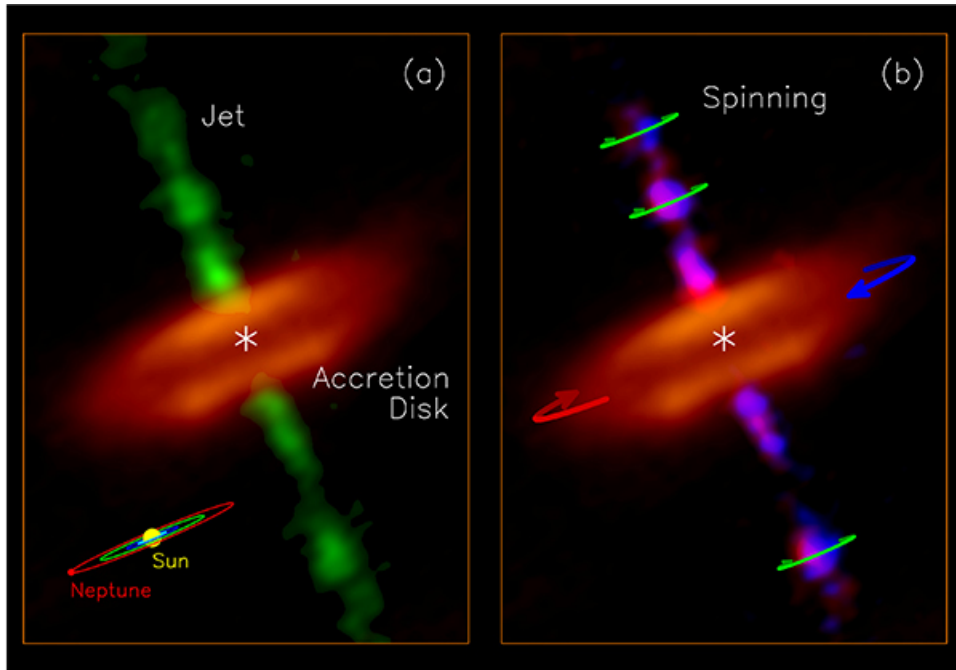 (a)
Jet
Accretion
Disk
Sun
Neptune
(b)
Spinning